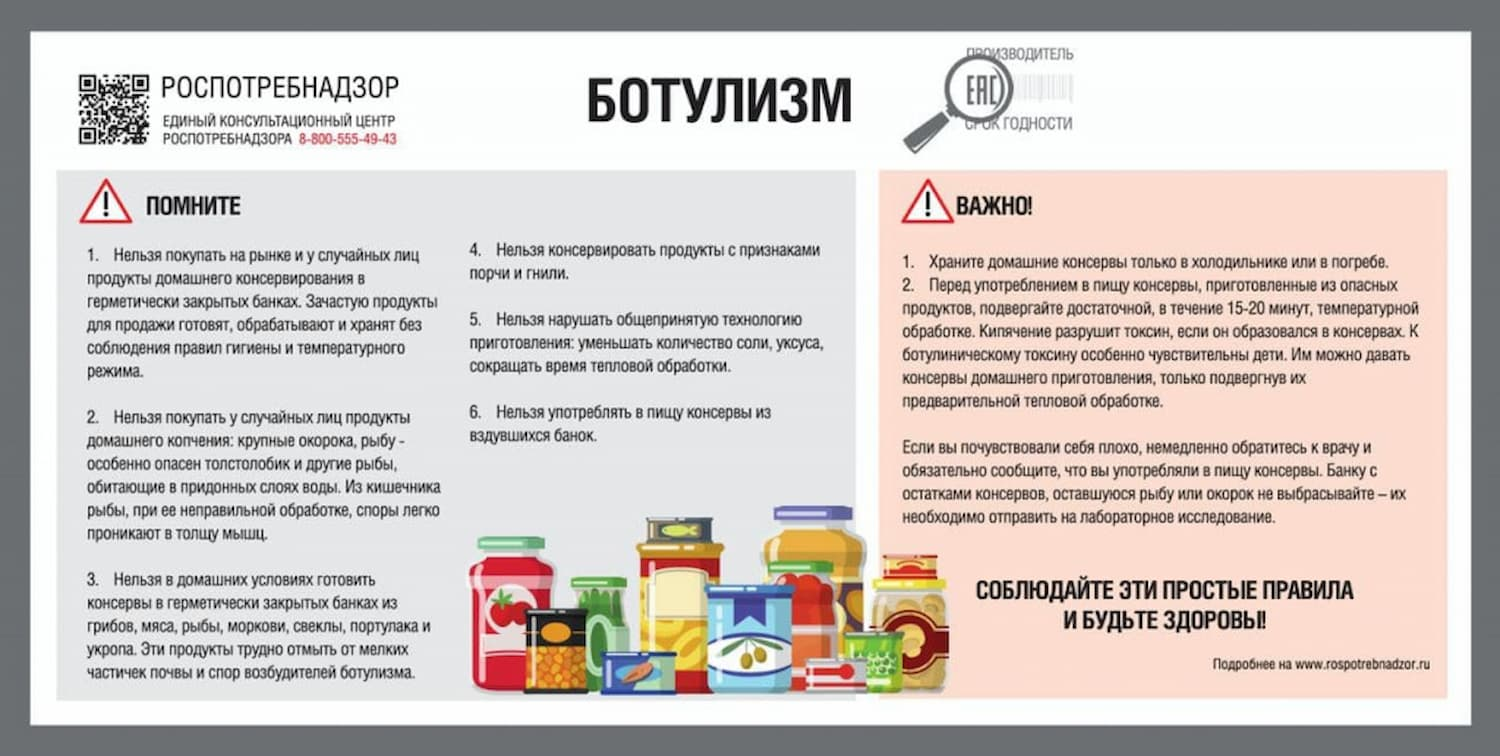 РОСПОТРЕБНАДЗОР
ЕДИНЫЙ КОНСУЛЬТАЦИОННЫЙ ЦЕНТР
РОСПОТРЕБНАДЗОРА 8-800-555-49-43
БОТУЛИЗМ
ПРОИЗВОДИТЕЛЬ
ЕАС
СРОК ГОДНОСТИ
ПОМНИТЕ
1. Нельзя покупать на рынке и у случайных лиц
продукты домашнего консервирования в
герметически закрытых банках. Зачастую продукты
для продажи готовят, обрабатывают и хранят без
соблюдения правил гигиены и температурного
режима.
2. Нельзя покупать у случайных лиц продукты
домашнего копчения: крупные окорока, рыбу -
особенно опасен толстолобик и другие рыбы,
обитающие в придонных слоях воды. Из кишечника
рыбы, при ее неправильной обработке, споры легко
проникают в толщу мышц.
3. Нельзя в домашних условиях готовить
консервы в герметически закрытых банках из
грибов, мяса, рыбы, моркови, свеклы, портулака и
укропа. Эти продукты трудно отмыть от мелких
частичек почвы и спор возбудителей ботулизма.
4. Нельзя консервировать продукты с признаками
порчи и гнили.
5. Нельзя нарушать общепринятую технологию
приготовления: уменьшать количество соли, уксуса,
сокращать время тепловой обработки.
6. Нельзя употреблять в пищу консервы из
вздувшихся банок.
ВАЖНО!
1. Храните домашние консервы только в холодильнике или в погребе.
2. Перед употреблением в пищу консервы, приготовленные из опасных
продуктов, подвергайте достаточной, в течение 15-20 минут, температурной
обработке. Кипячение разрушит токсин, если он образовался в консервах. К
ботулиническому токсину особенно чувствительны дети. Им можно давать
консервы домашнего приготовления, только подвергнув их
предварительной тепловой обработке.
Если вы почувствовали себя плохо, немедленно обратитесь к врачу и
обязательно сообщите, что вы употребляли в пищу консервы. Банку с
остатками консервов, оставшуюся рыбу или окорок не выбрасывайте – их
необходимо отправить на лабораторное исследование.
СОБЛЮДАЙТЕ ЭТИ ПРОСТЫЕ ПРАВИЛА
И БУДЬТЕ ЗДОРОВЫ!
Подробнее на www.rospotrebnadzor.ru